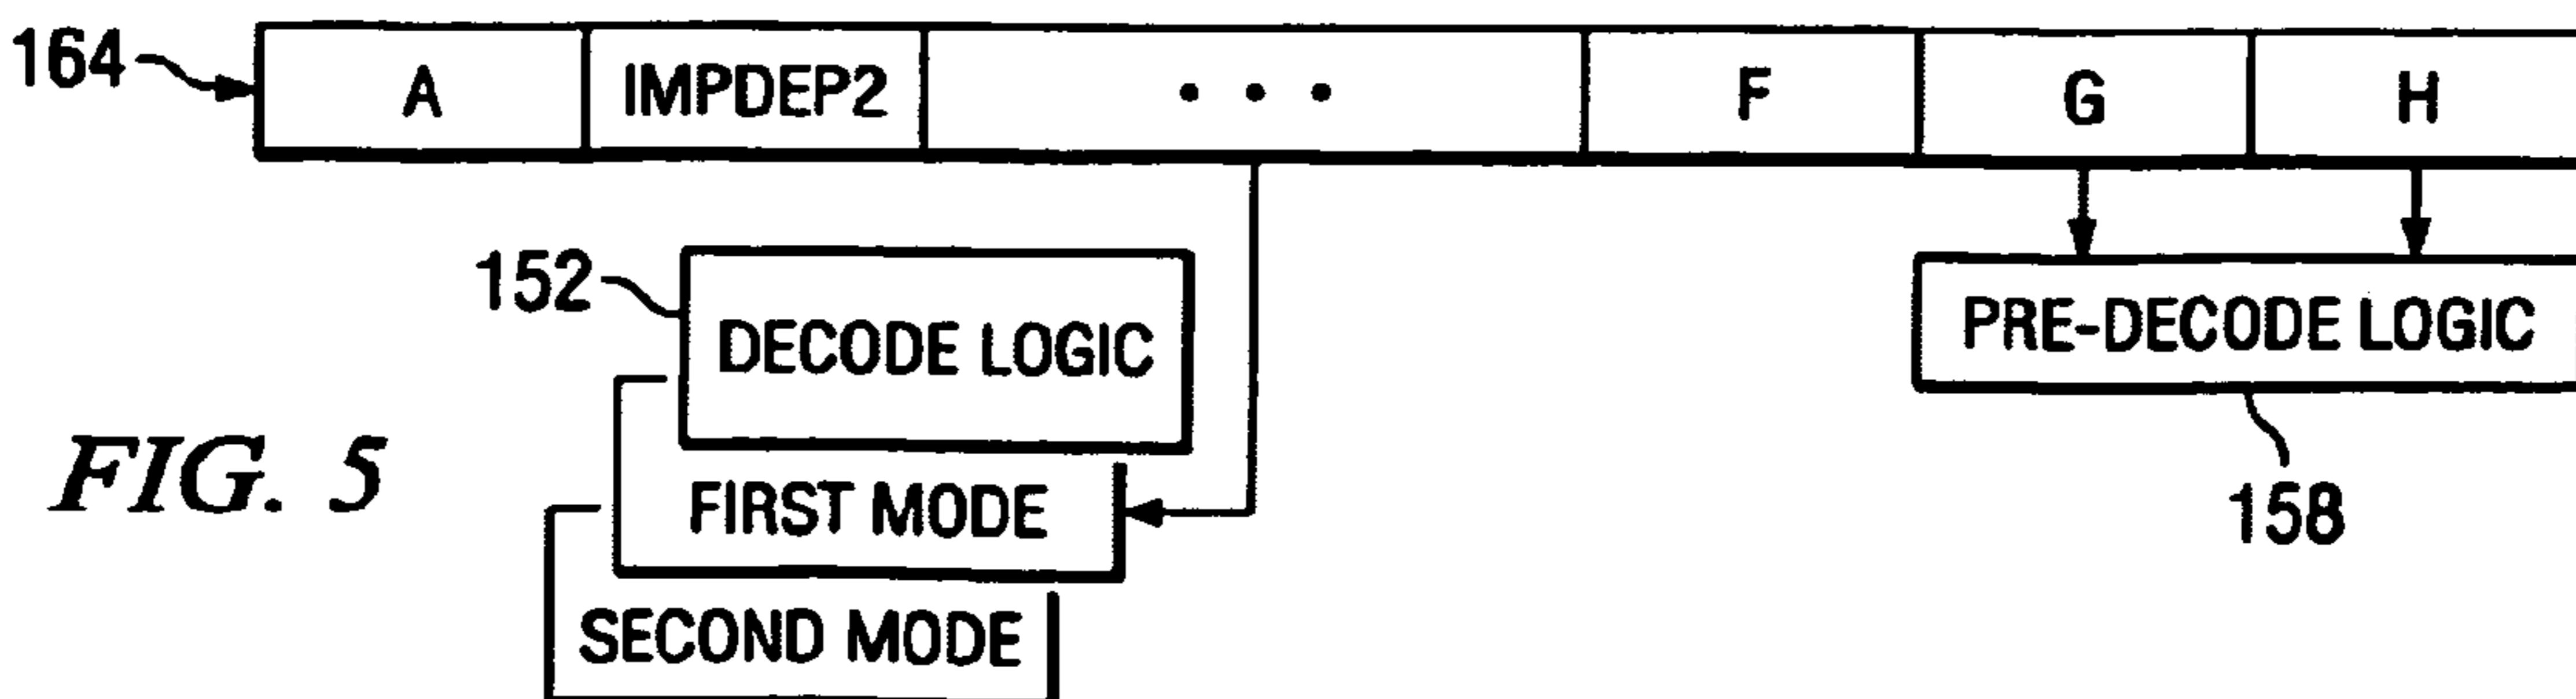 164 A IMPDEP2 • • • F G H
152 DECODE LOGIC
PRE-DECODE LOGIC
FIRST MODE
158
SECOND MODE
FIG. 5